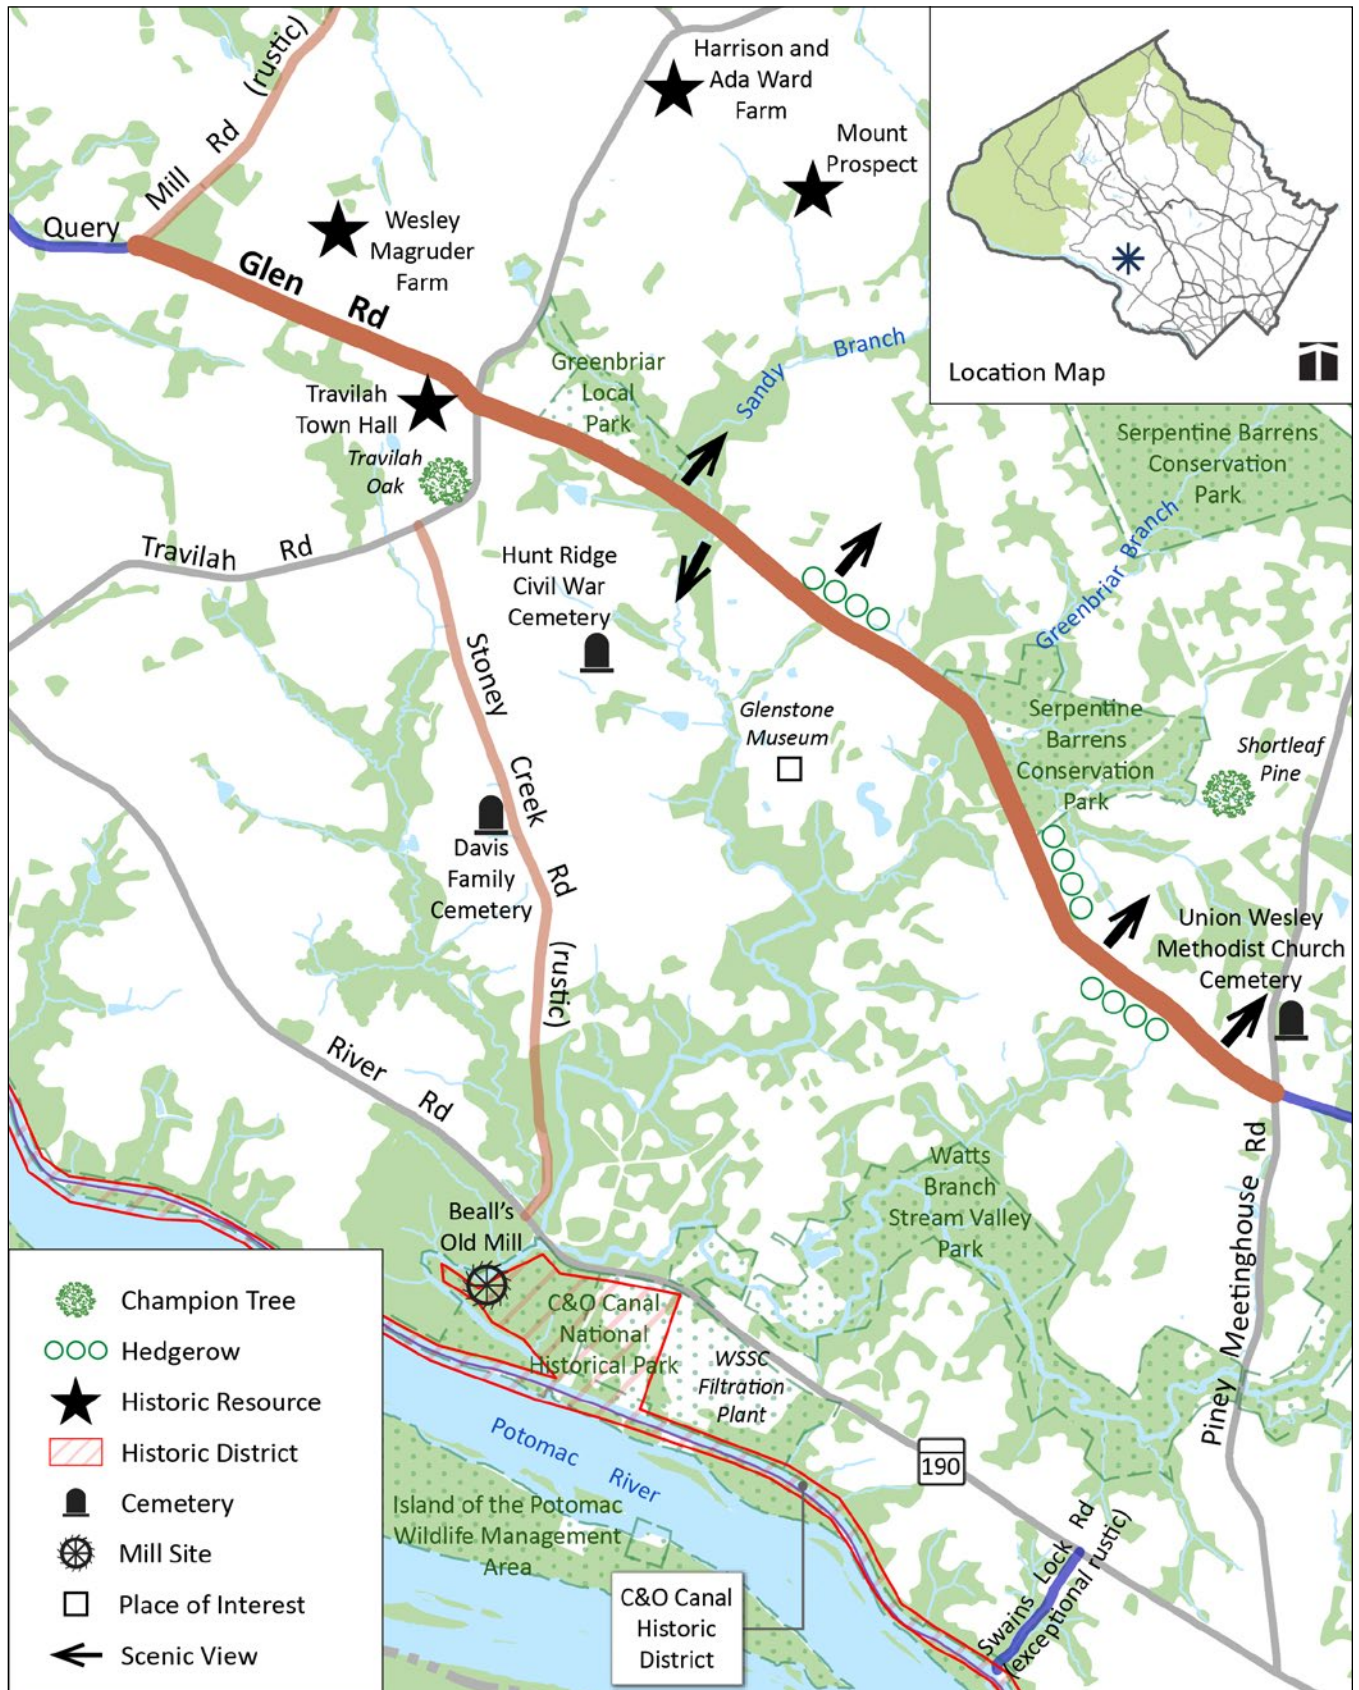 (rustic)
Rd
Mill
Query
Harrison and
Ada Ward
Farm
Mount
Prospect
Wesley
Magruder
Farm
Glen Rd
Location Map
Greenbriar
Local
Park
Sandy Branch
Travilah
Town Hall
Travilah
Oak
Serpentine Barrens
Conservation
Park
Greenbriar Branch
Travilah Rd
Hunt Ridge
Civil War
Cemetery
Stoney Creek Rd (rustic)
Glenstone
Museum
Serpentine
Barrens
Conservation
Park
Shortleaf
Pine
Davis
Family
Cemetery
Union Wesley
Methodist Church
Cemetery
River Rd
Watts
Branch
Stream Valley
Park
Piney Meetinghouse Rd
Beall's
Old Mill
C&O Canal
National
Historical Park
WSSC
Filtration
Plant
190
Potomac River
Island of the Potomac
Wildlife Management
Area
C&O Canal
Historic
District
Swains Lock Rd
(exceptional rustic)
Champion Tree
Hedgerow
Historic Resource
Historic District
Cemetery
Mill Site
Place of Interest
Scenic View